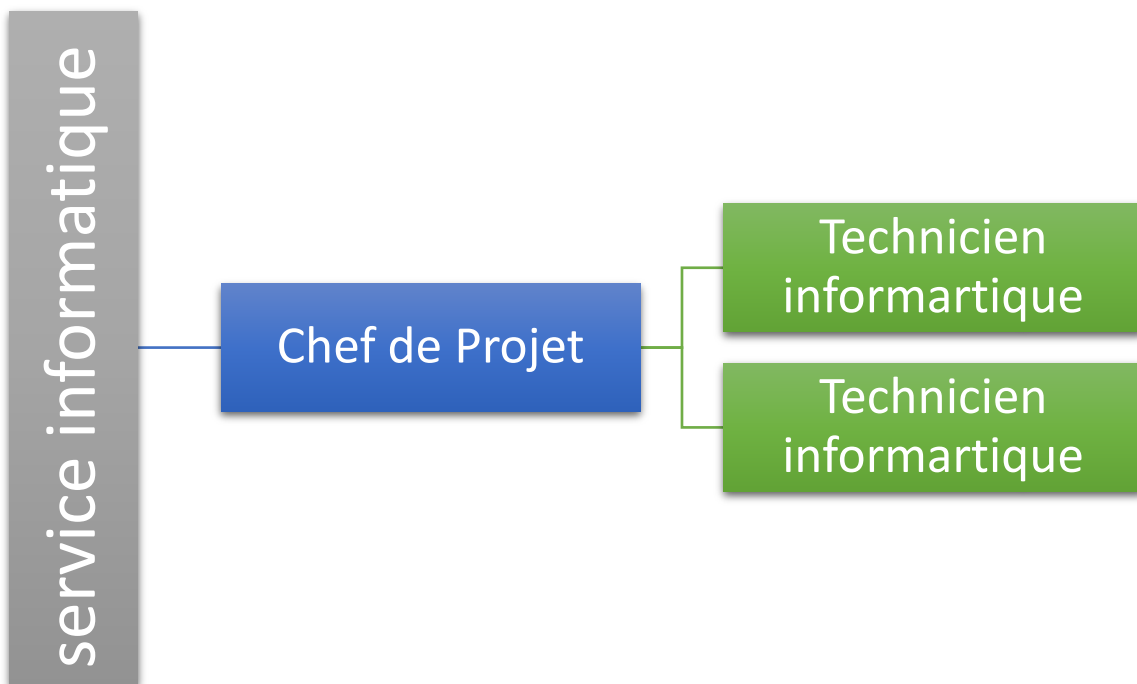 service informatique
Chef de Projet
Technicien
informartique
Technicien
informartique